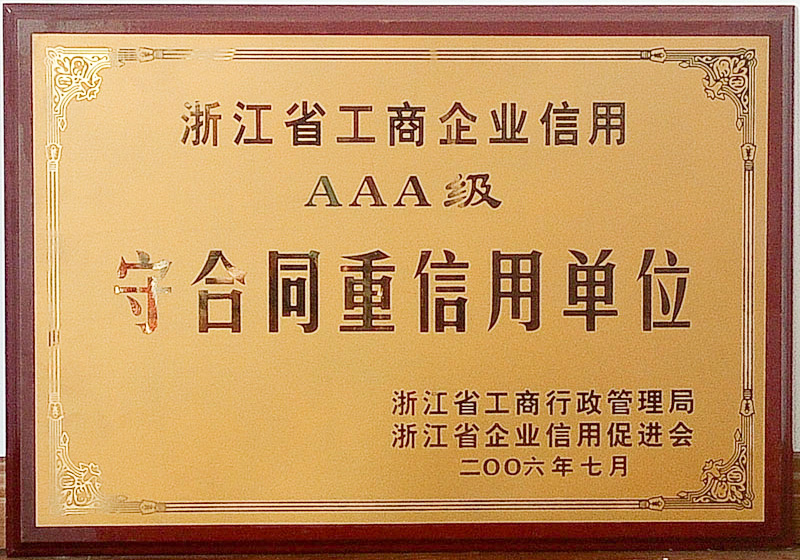 浙江省工商企业信用
AAA级
守合同重信用单位
浙江省工商行政管理局
浙江省企业信用促进会
二〇〇六年七月